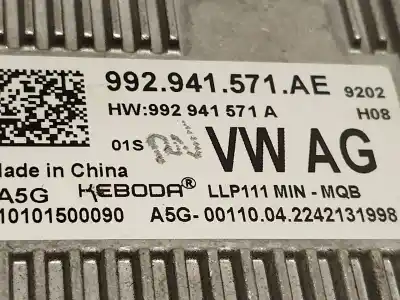 992.941.571.AE 9202
HW:992 941 571 A H08
01S VW AG
Made in China
A5G KEBODA® LLP111 MIN - MQB
10101500090 A5G- 00110.04.2242131998